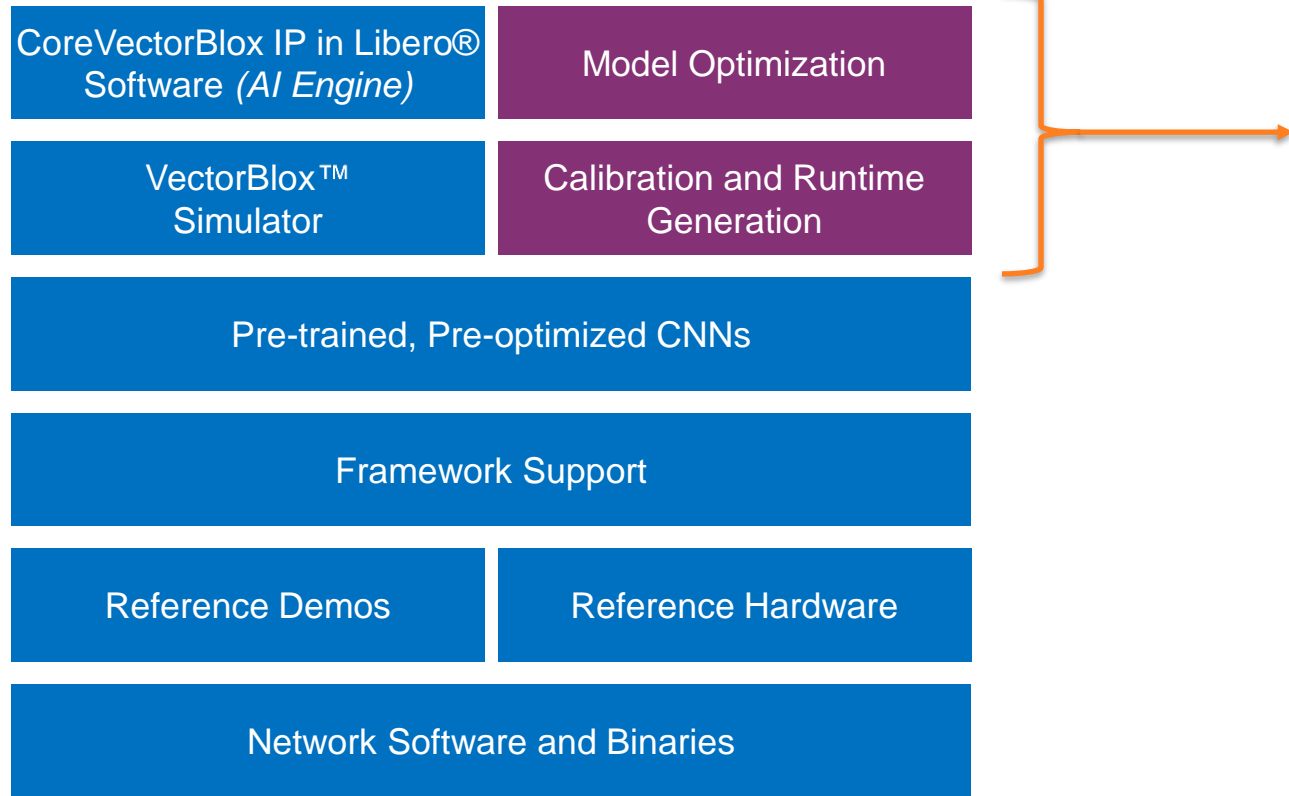 CoreVectorBlox IP in Libero®
Software (AI Engine)
Model Optimization
VectorBlox™
Simulator
Calibration and Runtime
Generation
Pre-trained, Pre-optimized CNNs
Framework Support
Reference Demos
Reference Hardware
Network Software and Binaries